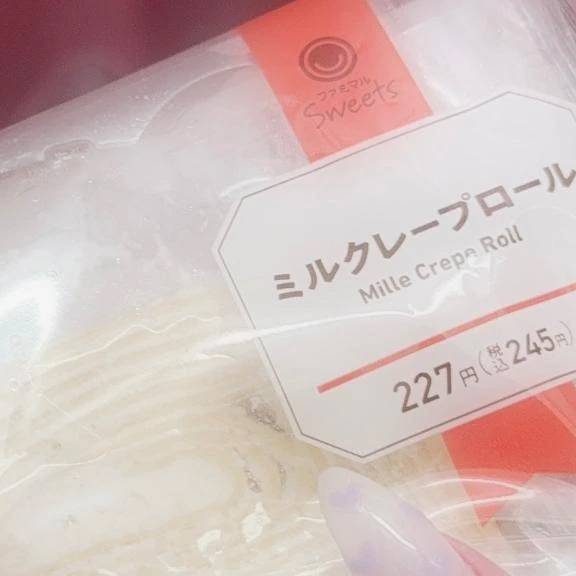 ファミマル
Sweets
ミルクレープロール
Mille Crepe Roll
227円(税込245円)